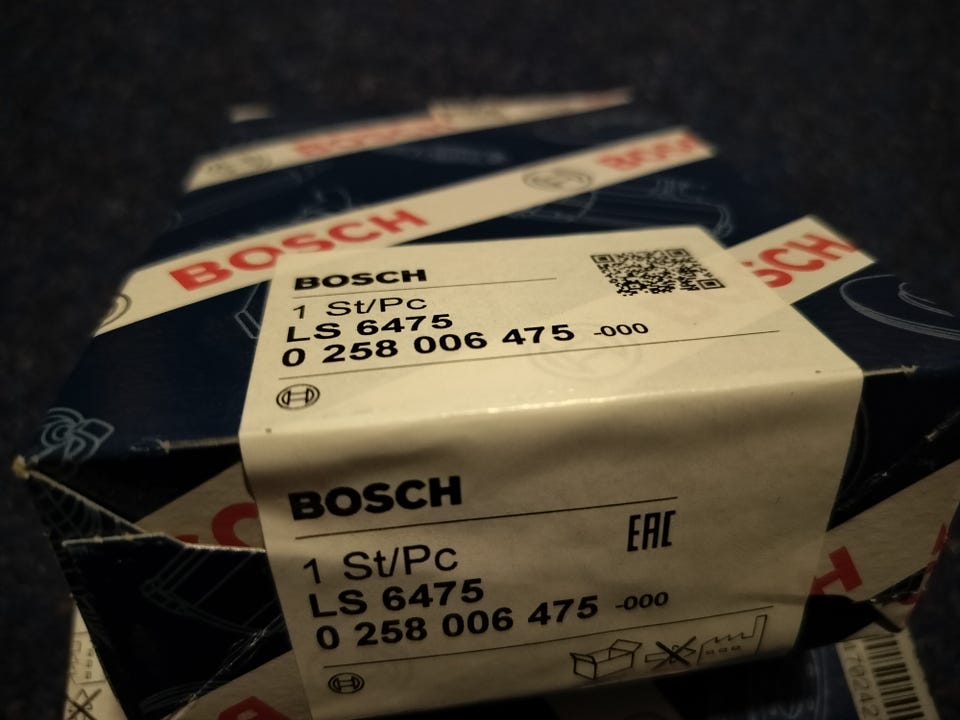 BOSCH
BOSCH
BOSCH
BOSCH
1 St/Pc
LS 6475
0 258 006 475 -000
BOSCH
EAC
1 St/Pc
LS 6475
0 258 006 475 -000